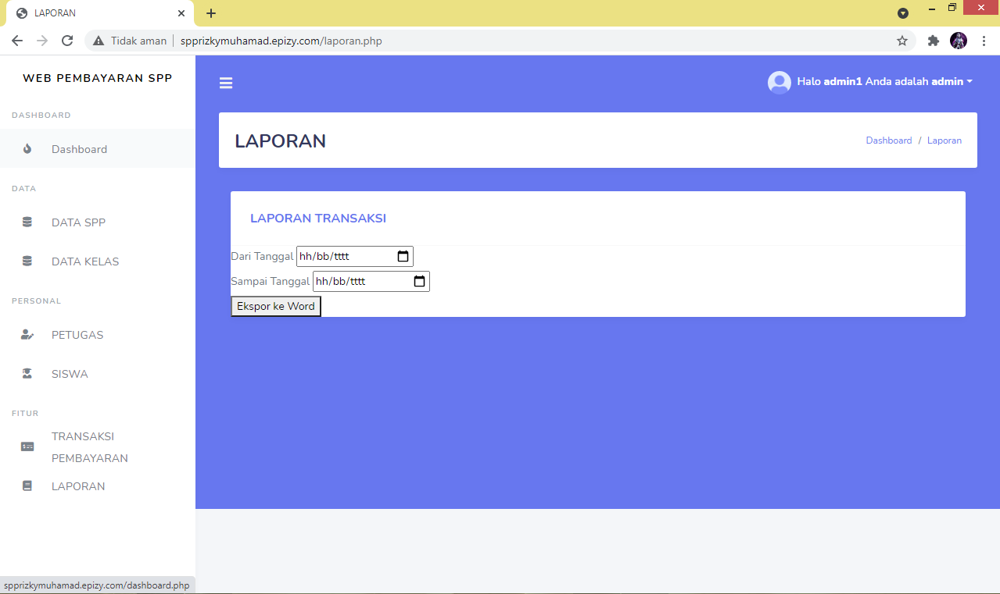 LAPORAN
Tidak aman
spprizkymuhamad.epizy.com/laporan.php
WEB PEMBAYARAN SPP
DASHBOARD
Dashboard
DATA
DATA SPP
DATA KELAS
PERSONAL
PETUGAS
SISWA
FITUR
TRANSAKSI
PEMBAYARAN
LAPORAN
Halo admin1 Anda adalah admin
LAPORAN
Dashboard / Laporan
LAPORAN TRANSAKSI
Dari Tanggal hh/bb/tttt
Sampai Tanggal hh/bb/tttt
Ekspor ke Word
spprizkymuhamad.epizy.com/dashboard.php